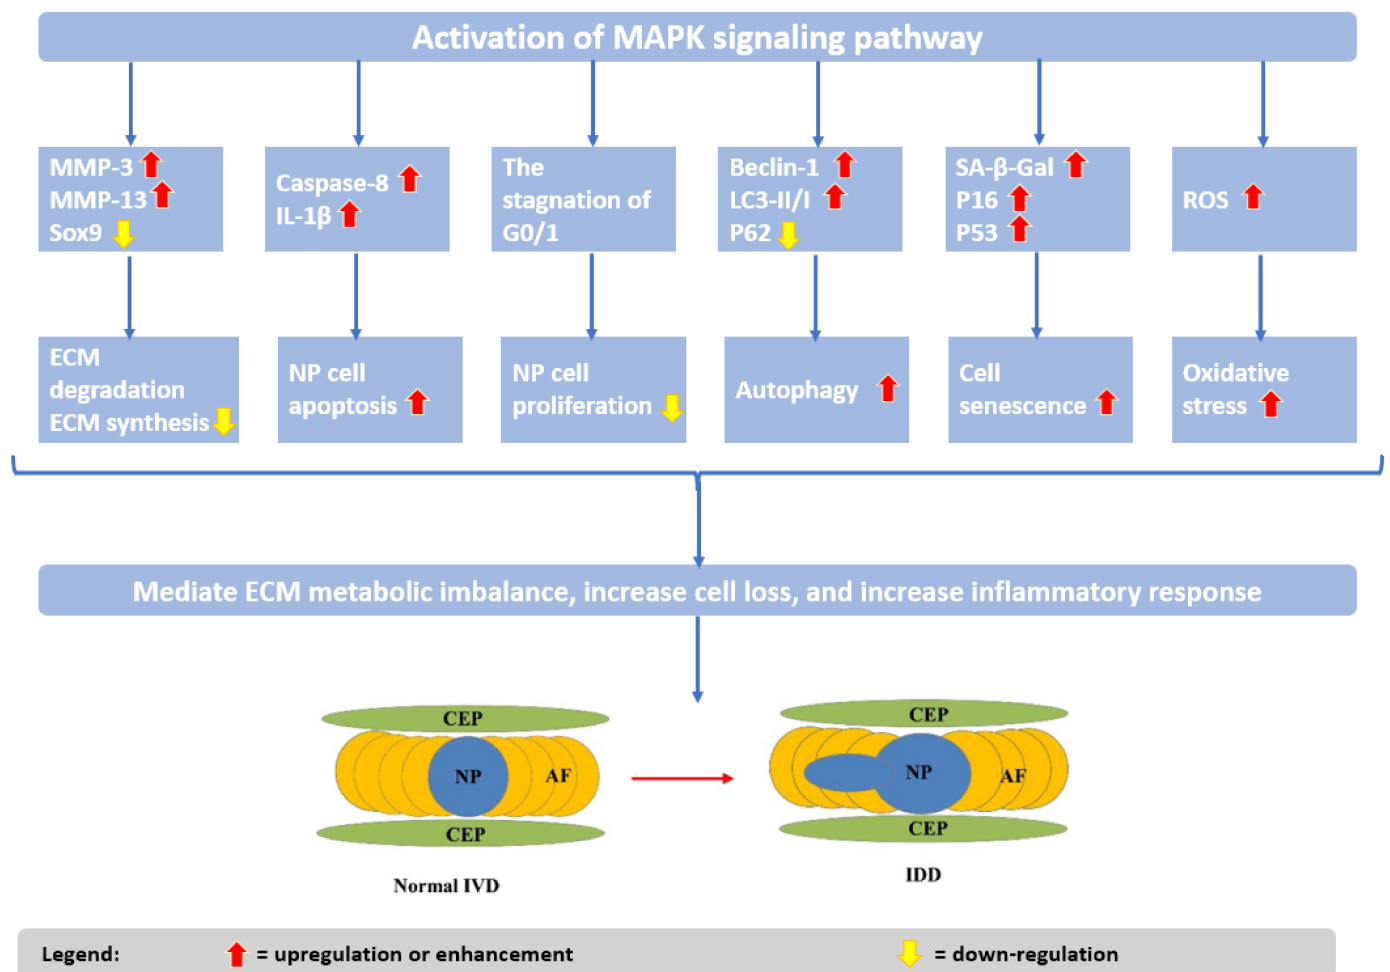 Activation of MAPK signaling pathway
MMP-3
MMP-13
Sox9
Caspase-8
IL-1β
The
stagnation of
G0/1
Beclin-1
LC3-II/I
P62
SA-β-Gal
P16
P53
ROS
ECM
degradation
ECM synthesis
NP cell
apoptosis
NP cell
proliferation
Autophagy
Cell
senescence
Oxidative
stress
Mediate ECM metabolic imbalance, increase cell loss, and increase inflammatory response
CEP
NP
AF
CEP
Normal IVD
CEP
NP
AF
CEP
IDD
Legend:
= upregulation or enhancement
= down-regulation